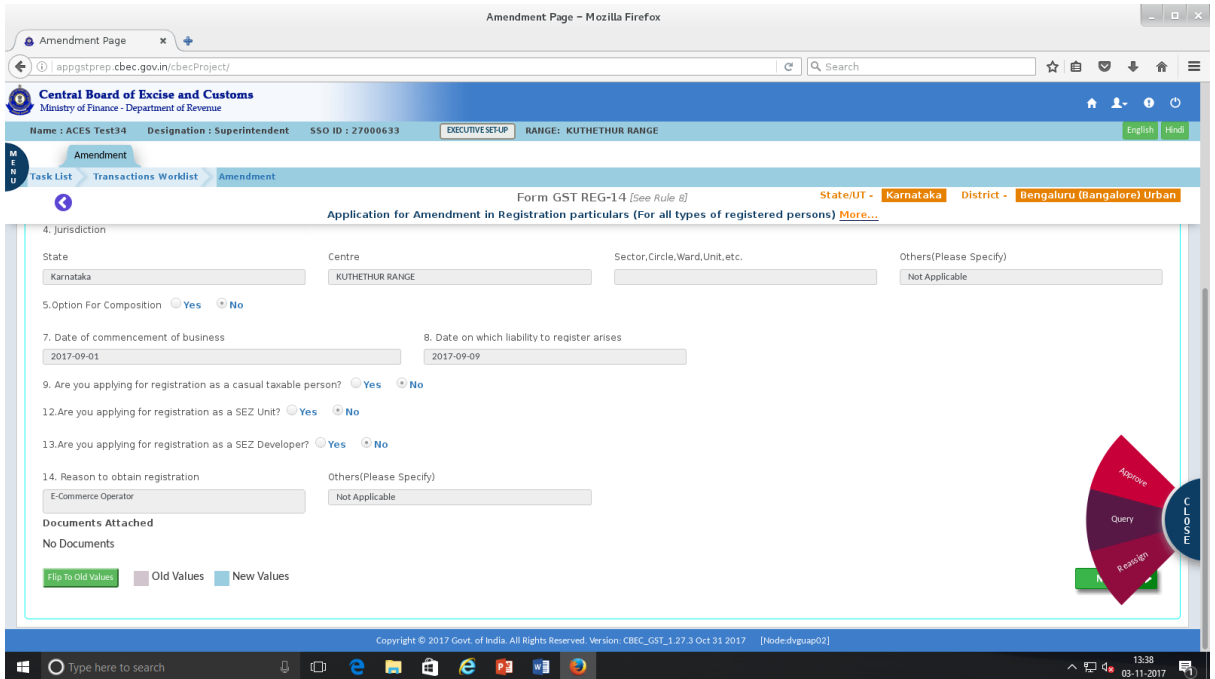 Amendment Page - Mozilla Firefox
Amendment Page
appgstprep.cbec.gov.in/cbecProject/
Search
Central Board of Excise and Customs
Ministry of Finance - Department of Revenue
Name : ACES Test34 Designation : Superintendent SSO ID : 27000633 EXECUTIVE SET-UP RANGE: KUTHETHUR RANGE English Hindi
MENU
Amendment
Task List Transactions Worklist Amendment
Form GST REG-14 [See Rule 8] State/UT - Karnataka District - Bengaluru (Bangalore) Urban
Application for Amendment in Registration particulars (For all types of registered persons) More...
4. Jurisdiction
State Centre Sector,Circle,Ward,Unit,etc. Others(Please Specify)
Karnataka KUTHETHUR RANGE Not Applicable
5.Option For Composition Yes No
7. Date of commencement of business 8. Date on which liability to register arises
2017-09-01 2017-09-09
9. Are you applying for registration as a casual taxable person? Yes No
12.Are you applying for registration as a SEZ Unit? Yes No
13.Are you applying for registration as a SEZ Developer? Yes No
14. Reason to obtain registration Others(Please Specify)
E-Commerce Operator Not Applicable
Documents Attached
No Documents
Flip To Old Values Old Values New Values
Approve
Query
Reassign
CLOSE
Copyright © 2017 Govt. of India. All Rights Reserved. Version: CBEC_GST_1.27.3 Oct 31 2017 [Node:dvguap02]
Type here to search
13:38
03-11-2017